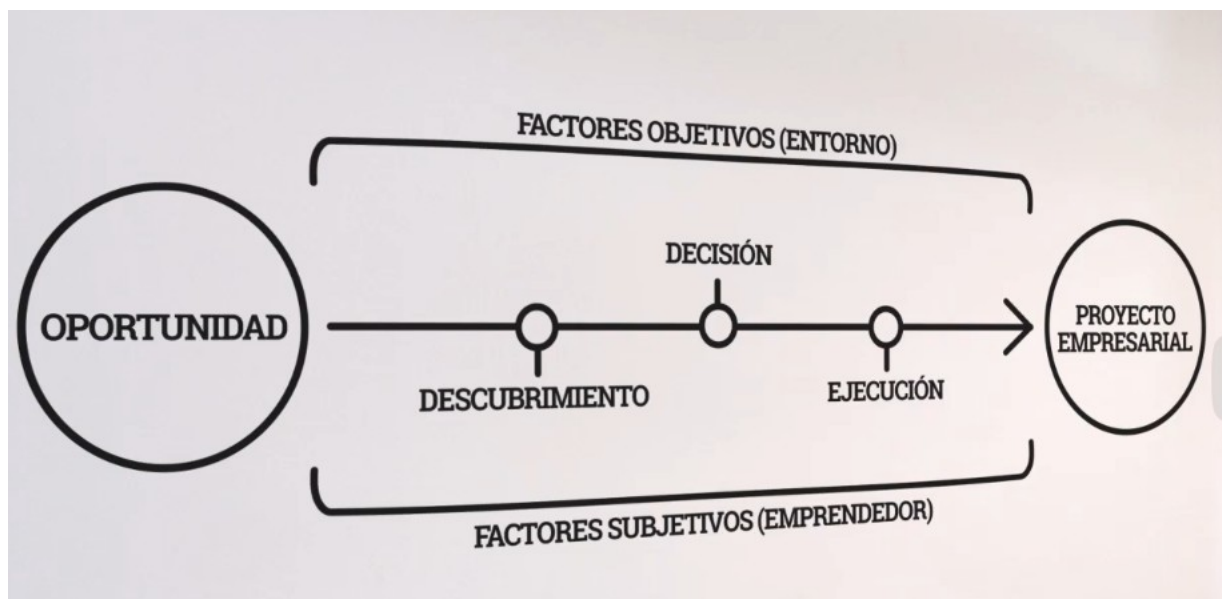 FACTORES OBJETIVOS (ENTORNO)
OPORTUNIDAD
DESCUBRIMIENTO
DECISIÓN
EJECUCIÓN
PROYECTO
EMPRESARIAL
FACTORES SUBJETIVOS (EMPRENDEDOR)